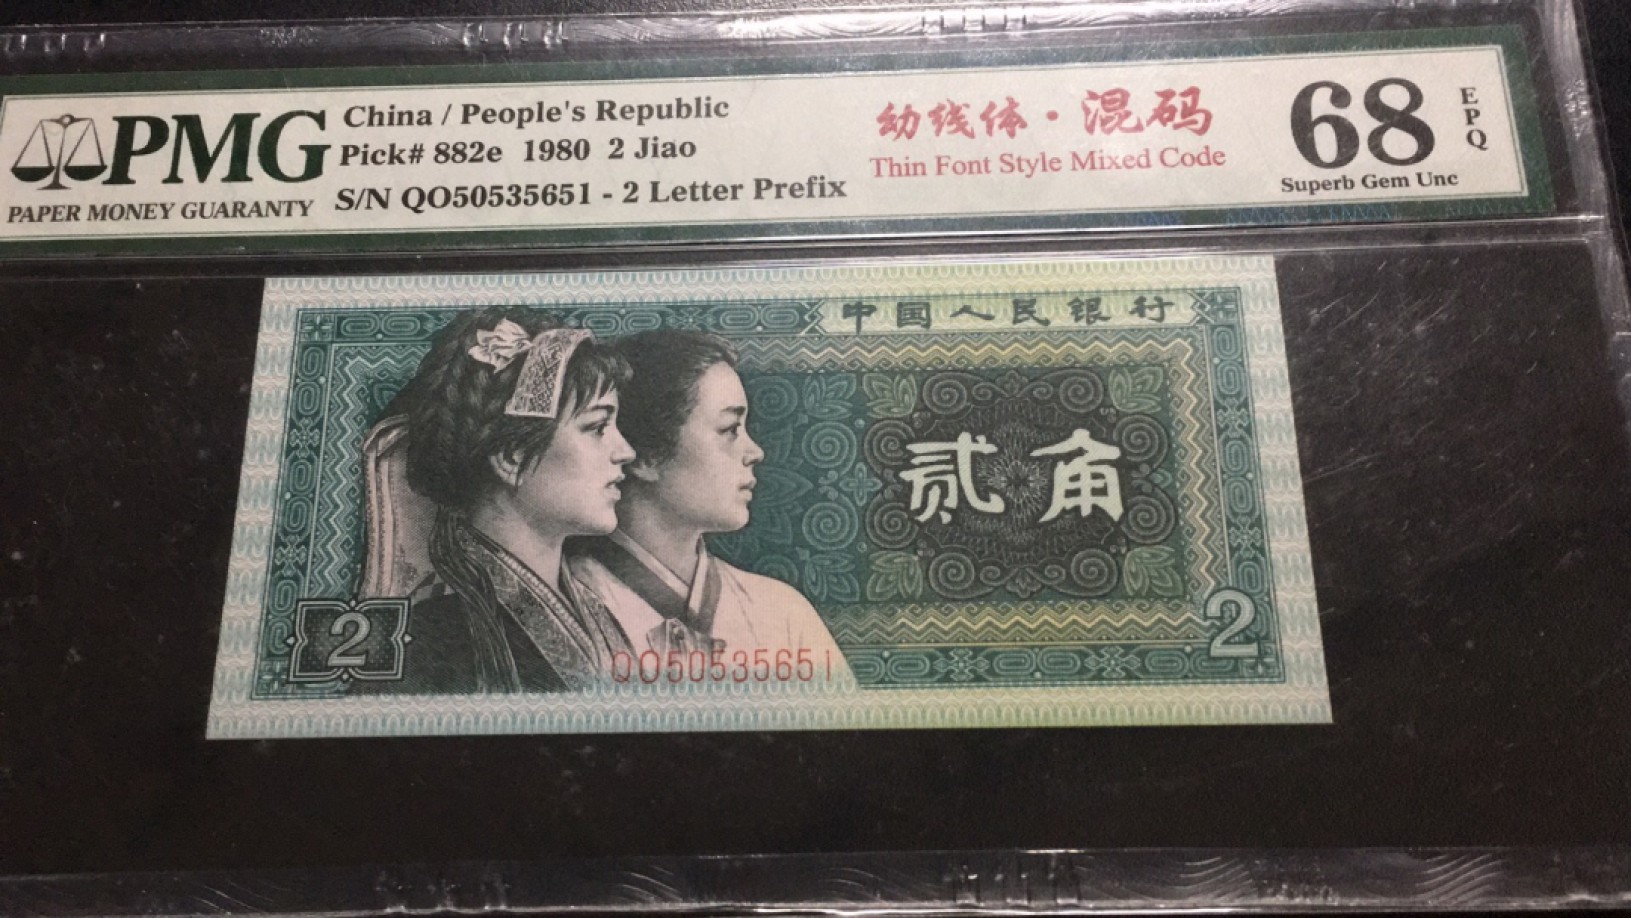 PMG
PAPER MONEY GUARANTY
China / People's Republic
Pick# 882e 1980 2 Jiao
S/N QO50535651 - 2 Letter Prefix
幼线体·混码
Thin Font Style Mixed Code
68
EPQ
Superb Gem Unc
中国人民银行
贰角
2
QO50535651
2